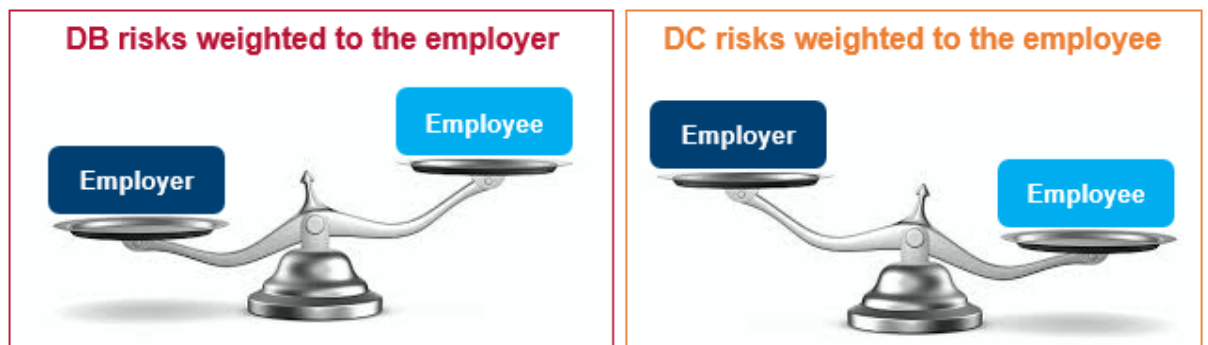 DB risks weighted to the employer
Employee
Employer
DC risks weighted to the employee
Employer
Employee